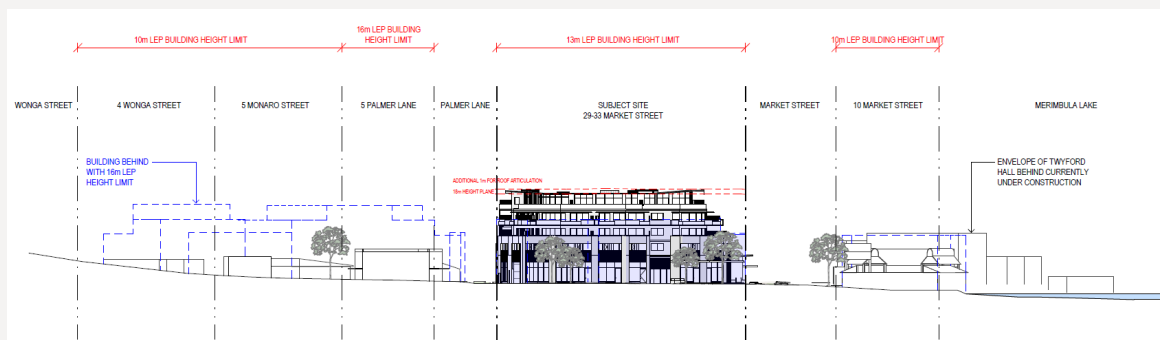 10m LEP BUILDING HEIGHT LIMIT
16m LEP BUILDING
HEIGHT LIMIT
13m LEP BUILDING HEIGHT LIMIT
10m LEP BUILDING HEIGHT LIMIT
WONGA STREET
4 WONGA STREET
5 MONARO STREET
5 PALMER LANE
PALMER LANE
SUBJECT SITE
29-33 MARKET STREET
MARKET STREET
10 MARKET STREET
MERIMBULA LAKE
BUILDING BEHIND
WITH 16m LEP
HEIGHT LIMIT
ADDITIONAL 1m FOR ROOF ARTICULATION
16m HEIGHT PLANE
ENVELOPE OF TWYFORD
HALL BEHIND CURRENTLY
UNDER CONSTRUCTION